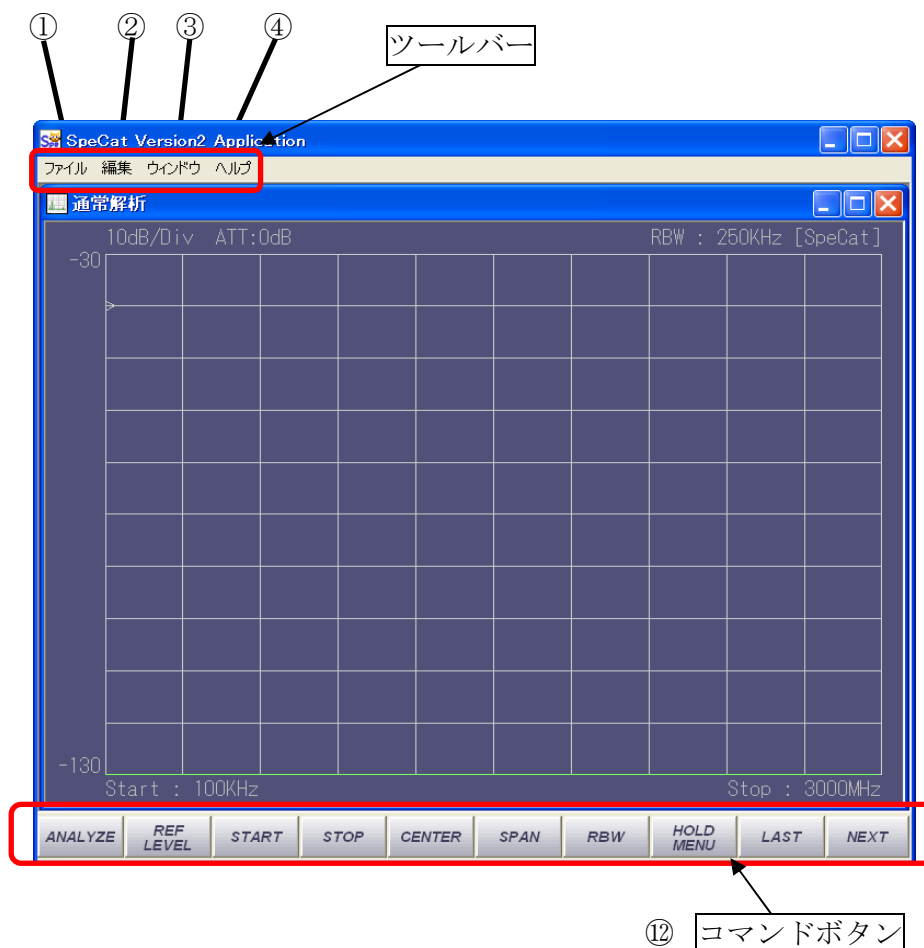 ① ② ③ ④
ツールバー
SpeCat Version2 Application
ファイル 編集 ウィンドウ ヘルプ
通常解析
10dB/Div ATT:0dB RBW : 250KHz [SpeCat]
-30
-130
Start : 100KHz Stop : 3000MHz
ANALYZE REF LEVEL START STOP CENTER SPAN RBW HOLD MENU LAST NEXT
⑫ コマンドボタン